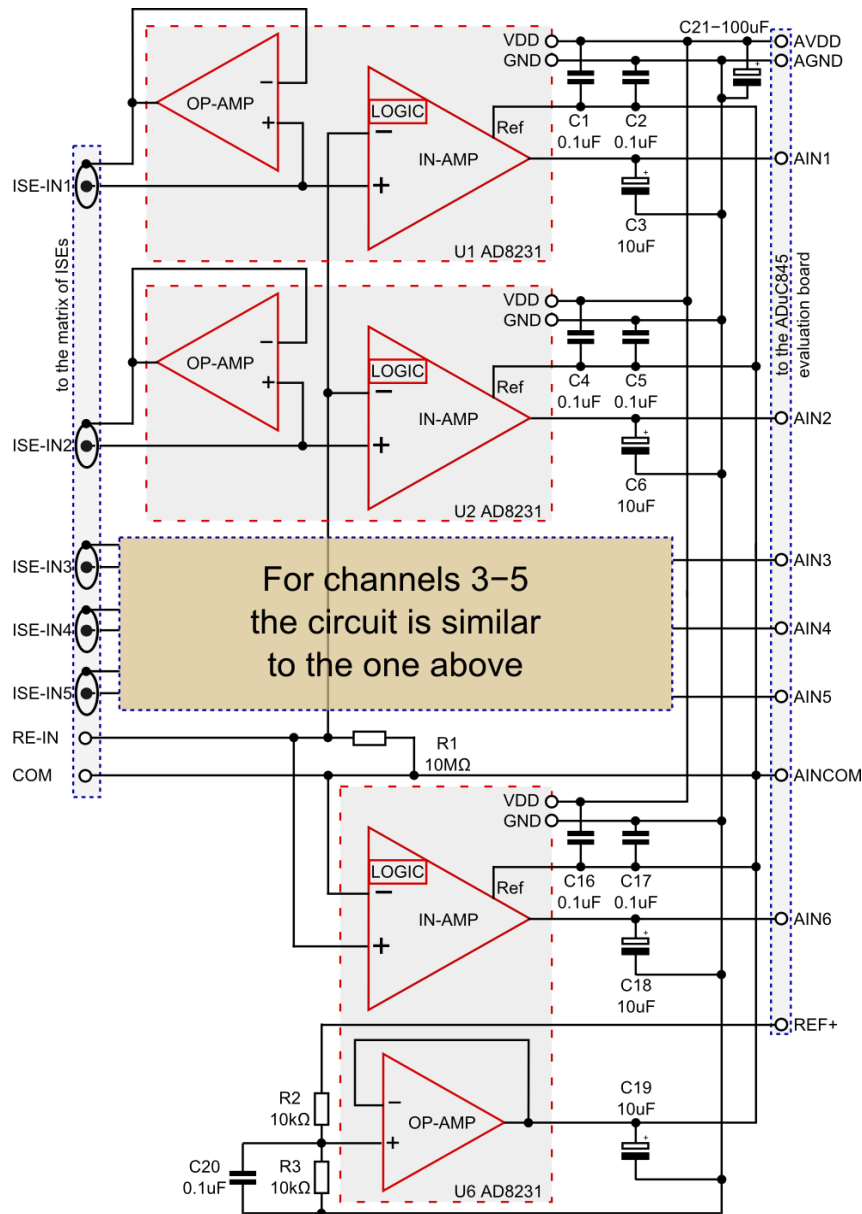 C21−100uF
VDD
AVDD
GND
AGND
−
OP-AMP
+
LOGIC
−
Ref
C1
0.1uF
C2
0.1uF
IN-AMP
AIN1
ISE-IN1
+
+
C3
10uF
U1 AD8231
to the matrix of ISEs
to the ADuC845
evaluation board
VDD
GND
−
OP-AMP
+
LOGIC
−
Ref
C4
0.1uF
C5
0.1uF
IN-AMP
AIN2
ISE-IN2
+
+
C6
10uF
U2 AD8231
ISE-IN3
AIN3
For channels 3−5
the circuit is similar
to the one above
ISE-IN4
AIN4
ISE-IN5
AIN5
RE-IN
R1
10MΩ
COM
AINCOM
VDD
GND
LOGIC
−
Ref
C16
0.1uF
C17
0.1uF
IN-AMP
AIN6
+
+
C18
10uF
REF+
R2
10kΩ
−
OP-AMP
+
C19
10uF
+
C20
0.1uF
R3
10kΩ
U6 AD8231
+